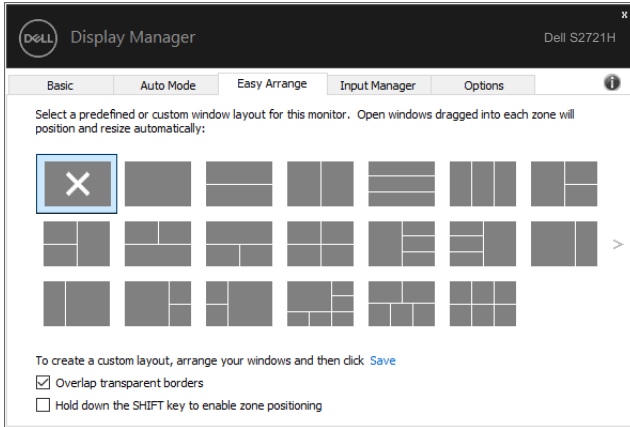 x
DELL Display Manager Dell S2721H
Basic Auto Mode Easy Arrange Input Manager Options i
Select a predefined or custom window layout for this monitor. Open windows dragged into each zone will
position and resize automatically:
>
To create a custom layout, arrange your windows and then click Save
Overlap transparent borders
Hold down the SHIFT key to enable zone positioning